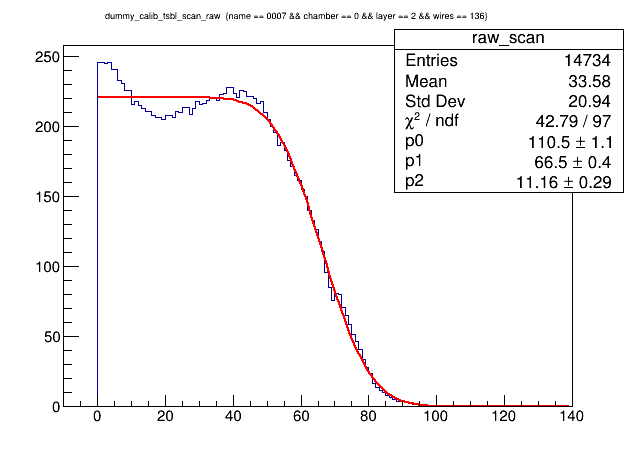 dummy_calib_tsbl_scan_raw (name == 0007 && chamber == 0 && layer == 2 && wires == 136)
raw_scan
Entries 14734
Mean 33.58
Std Dev 20.94
χ² / ndf 42.79 / 97
p0 110.5 ± 1.1
p1 66.5 ± 0.4
p2 11.16 ± 0.29
250
200
150
100
50
0
0 20 40 60 80 100 120 140